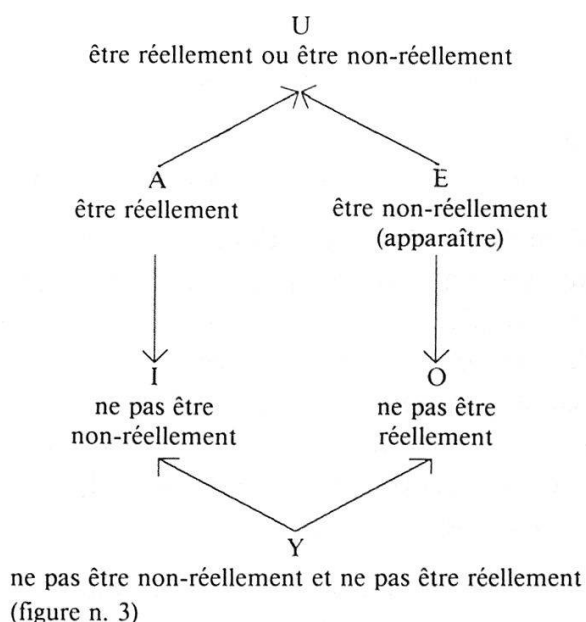 U
être réellement ou être non-réellement
A
être réellement
E
être non-réellement
(apparaître)
I
ne pas être
non-réellement
O
ne pas être
réellement
Y
ne pas être non-réellement et ne pas être réellement
(figure n. 3)